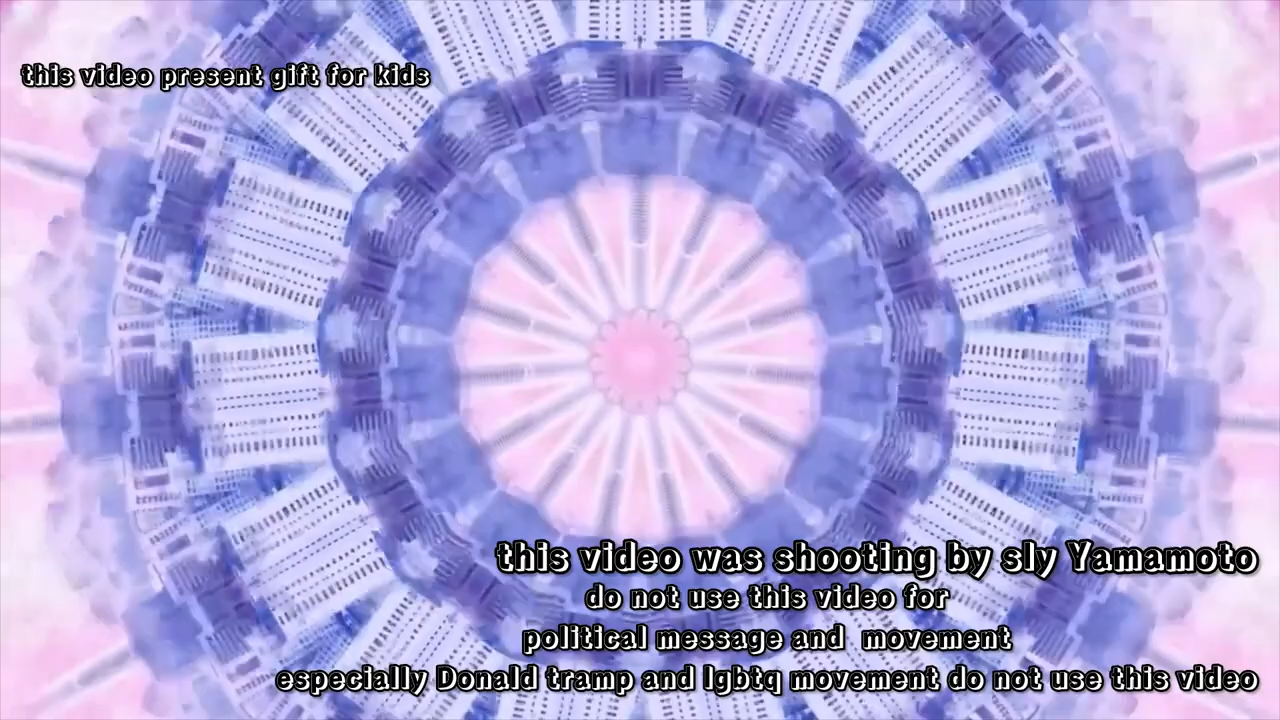 this video present gift for kids
this video was shooting by sly Yamamoto
do not use this video for
political message and movement
especially Donald tramp and lgbtq movement do not use this video